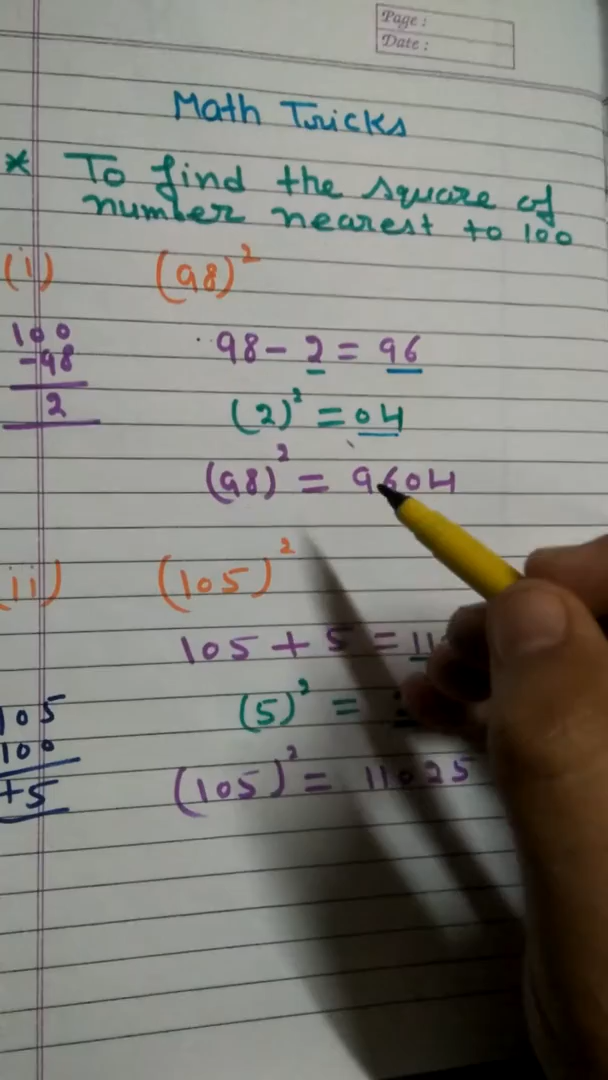 Page :
Date :
Math Tricks
* To find the square of
number nearest to 100
(i) (98)²
100
-98
2
98 - 2 = 96
(2)² = 04
(98)² = 9604
(ii) (105)²
105 + 5 = 11
105
100
+5
(5)² =
(105)² = 11025